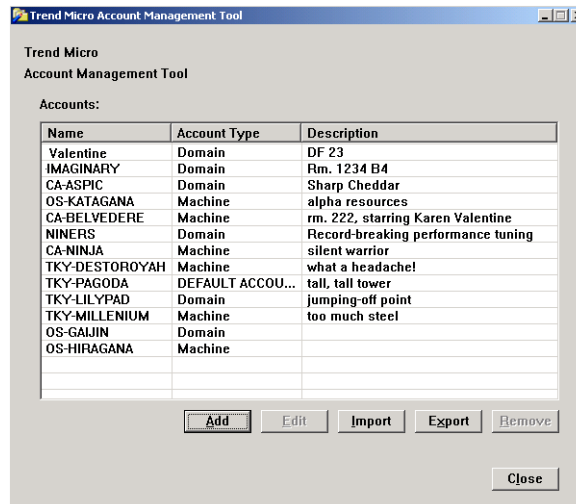 Trend Micro Account Management Tool
Trend Micro
Account Management Tool
Accounts:
Name Account Type Description
Valentine Domain DF 23
IMAGINARY Domain Rm. 1234 B4
CA-ASPIC Domain Sharp Cheddar
OS-KATAGANA Machine alpha resources
CA-BELVEDERE Machine rm. 222, starring Karen Valentine
NINERS Domain Record-breaking performance tuning
CA-NINJA Machine silent warrior
TKY-DESTOROYAH Machine what a headache!
TKY-PAGODA DEFAULT ACCOU... tall, tall tower
TKY-LILYPAD Domain jumping-off point
TKY-MILLENIUM Machine too much steel
OS-GAIJIN Domain
OS-HIRAGANA Machine
Add Edit Import Export Remove
Close